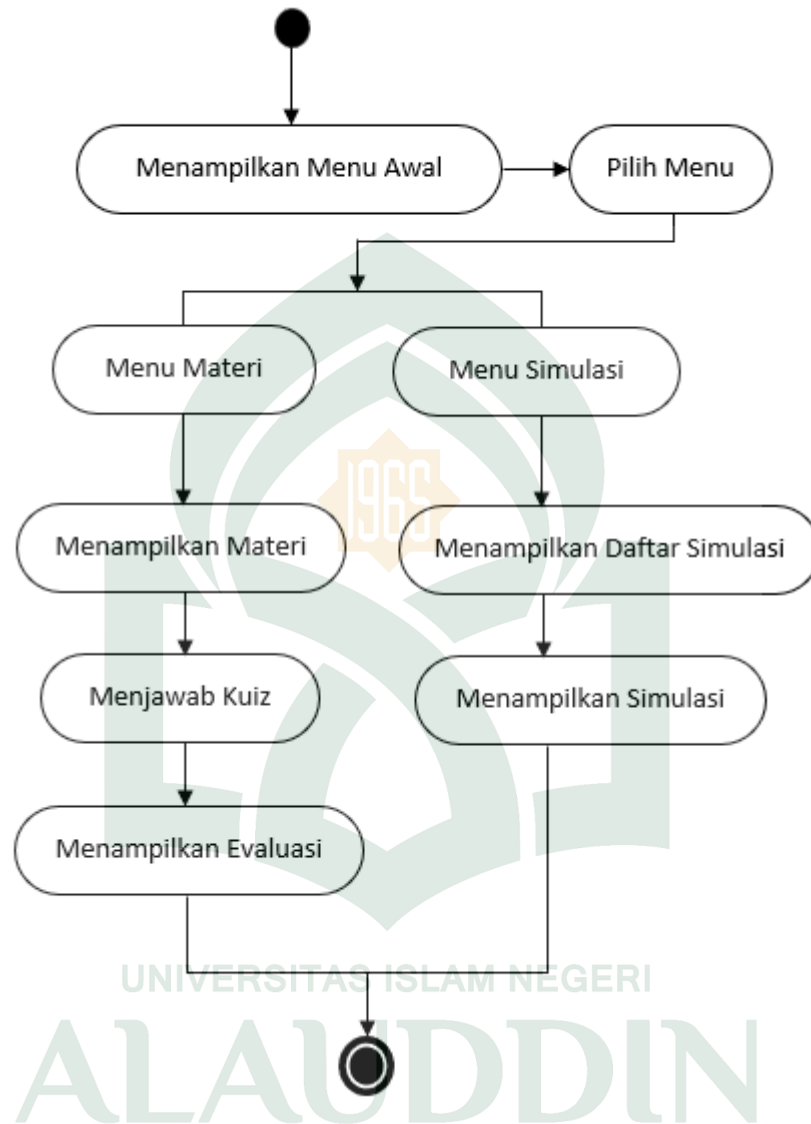 Menampilkan Menu Awal
Pilih Menu
Menu Materi
Menu Simulasi
1965
Menampilkan Materi
Menampilkan Daftar Simulasi
Menjawab Kuiz
Menampilkan Simulasi
Menampilkan Evaluasi
UNIVERSITAS ISLAM NEGERI
ALAUDDIN